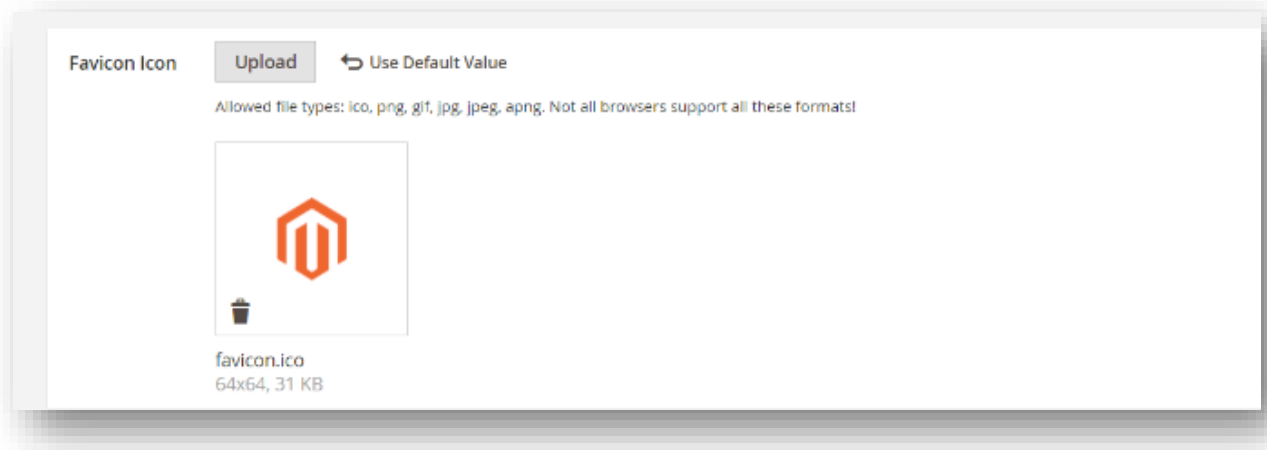 Favicon Icon Upload Use Default Value
Allowed file types: ico, png, gif, jpg, jpeg, apng. Not all browsers support all these formats!
favicon.ico
64x64, 31 KB